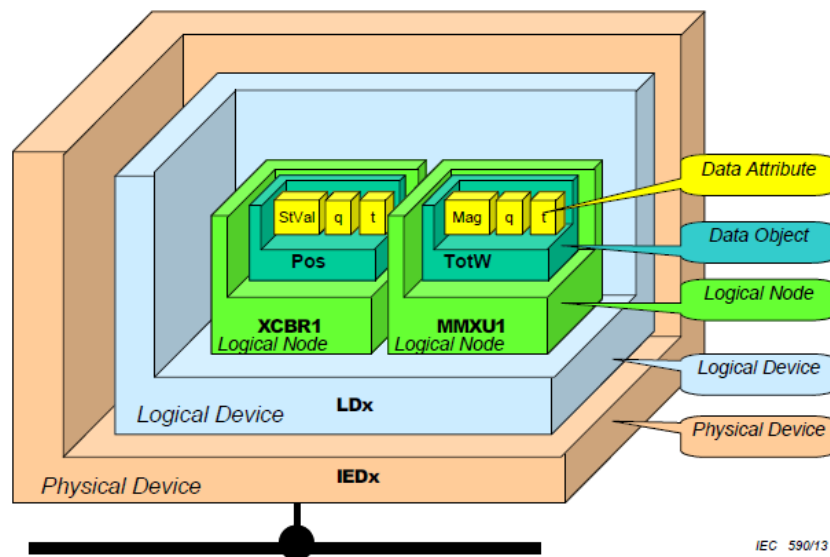 Data Attribute
StVal q t
Mag q t
Pos
TotW
Data Object
Logical Node
XCBR1
Logical Node
MMXU1
Logical Node
Logical Device
LDx
Logical Device
Physical Device
IEDx
Physical Device
IEC 590/13